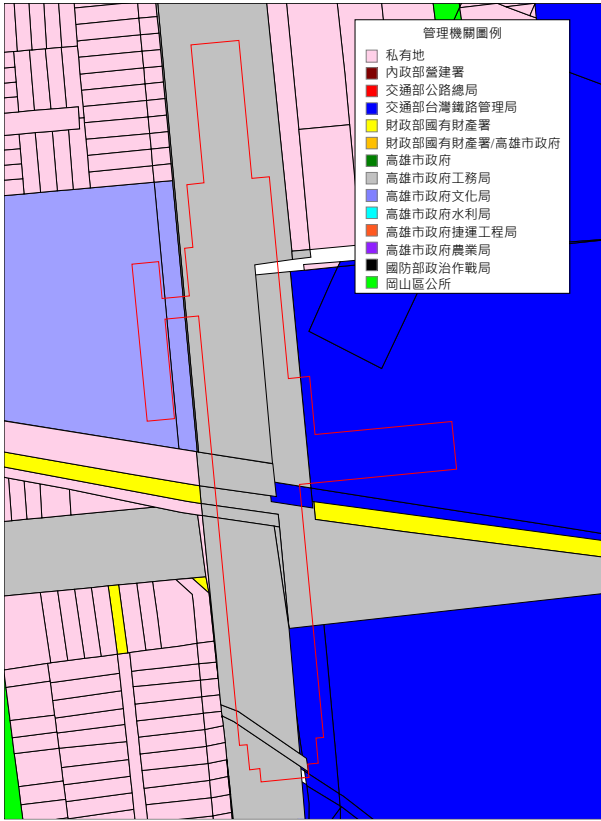 管理機關圖例
私有地
內政部營建署
交通部公路總局
交通部台灣鐵路管理局
財政部國有財產署
財政部國有財產署/高雄市政府
高雄市政府
高雄市政府工務局
高雄市政府文化局
高雄市政府水利局
高雄市政府捷運工程局
高雄市政府農業局
國防部政治作戰局
岡山區公所